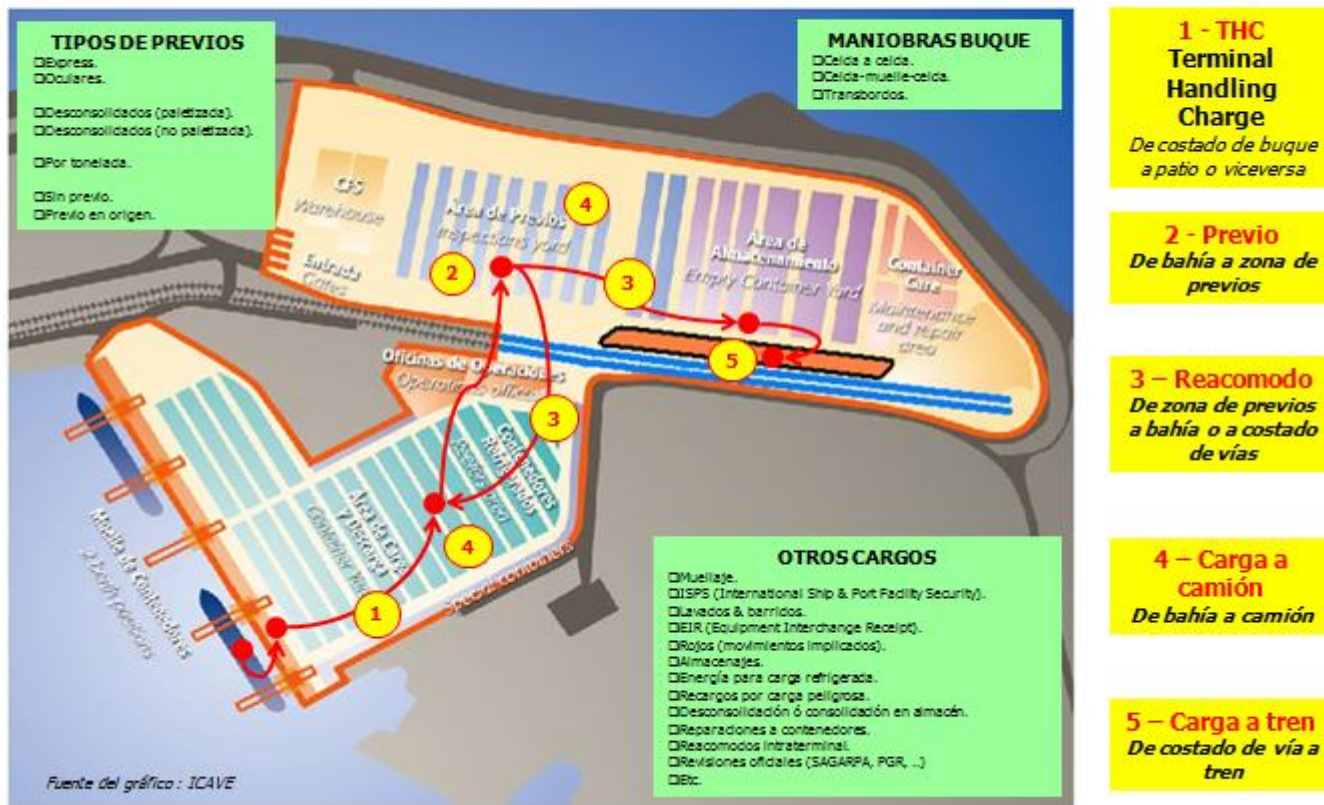 TIPOS DE PREVIOS
□Express.
□Oculares.
□Desconsolidados (paletizada).
□Desconsolidados (no paletizada).
□Por tonelada.
□Sin previo.
□Previo en origen.
MANIOBRAS BUQUE
□Celda a celda.
□Celda-muelle-celda.
□Transbordos.
1 - THC
Terminal
Handling
Charge
De costado de buque
a patio o viceversa
2 - Previo
De bahía a zona de
previos
3 – Reacomodo
De zona de previos
a bahía o a costado
de vías
4 – Carga a
camión
De bahía a camión
5 – Carga a tren
De costado de vía a
tren
CFS
Warehouse
Entrada
Gates
Área de Previos
Inspections yard
4
2
3
Área de
Almacenamiento
Empty Container Yard
Container
Care
Maintenance
and repair
area
5
Oficinas de Operaciones
Operations offices
3
Contenedores
Refrigerados
Reefer area
4
1
Special containers
Muelle de Contenedores
2 berth positions
OTROS CARGOS
□Muellaje.
□ISPS (International Ship & Port Facility Security).
□Lavados & barridos.
□EIR (Equipment Interchange Receipt).
□Rojos (movimientos implicados).
□Almacenajes.
□Energía para carga refrigerada.
□Recargos por carga peligrosa.
□Desconsolidación ó consolidación en almacén.
□Reparaciones a contenedores.
□Reacomodos intraterminal.
□Revisiones oficiales (SAGARPA, PGR, ...)
□Etc.
Fuente del gráfico : ICAVE